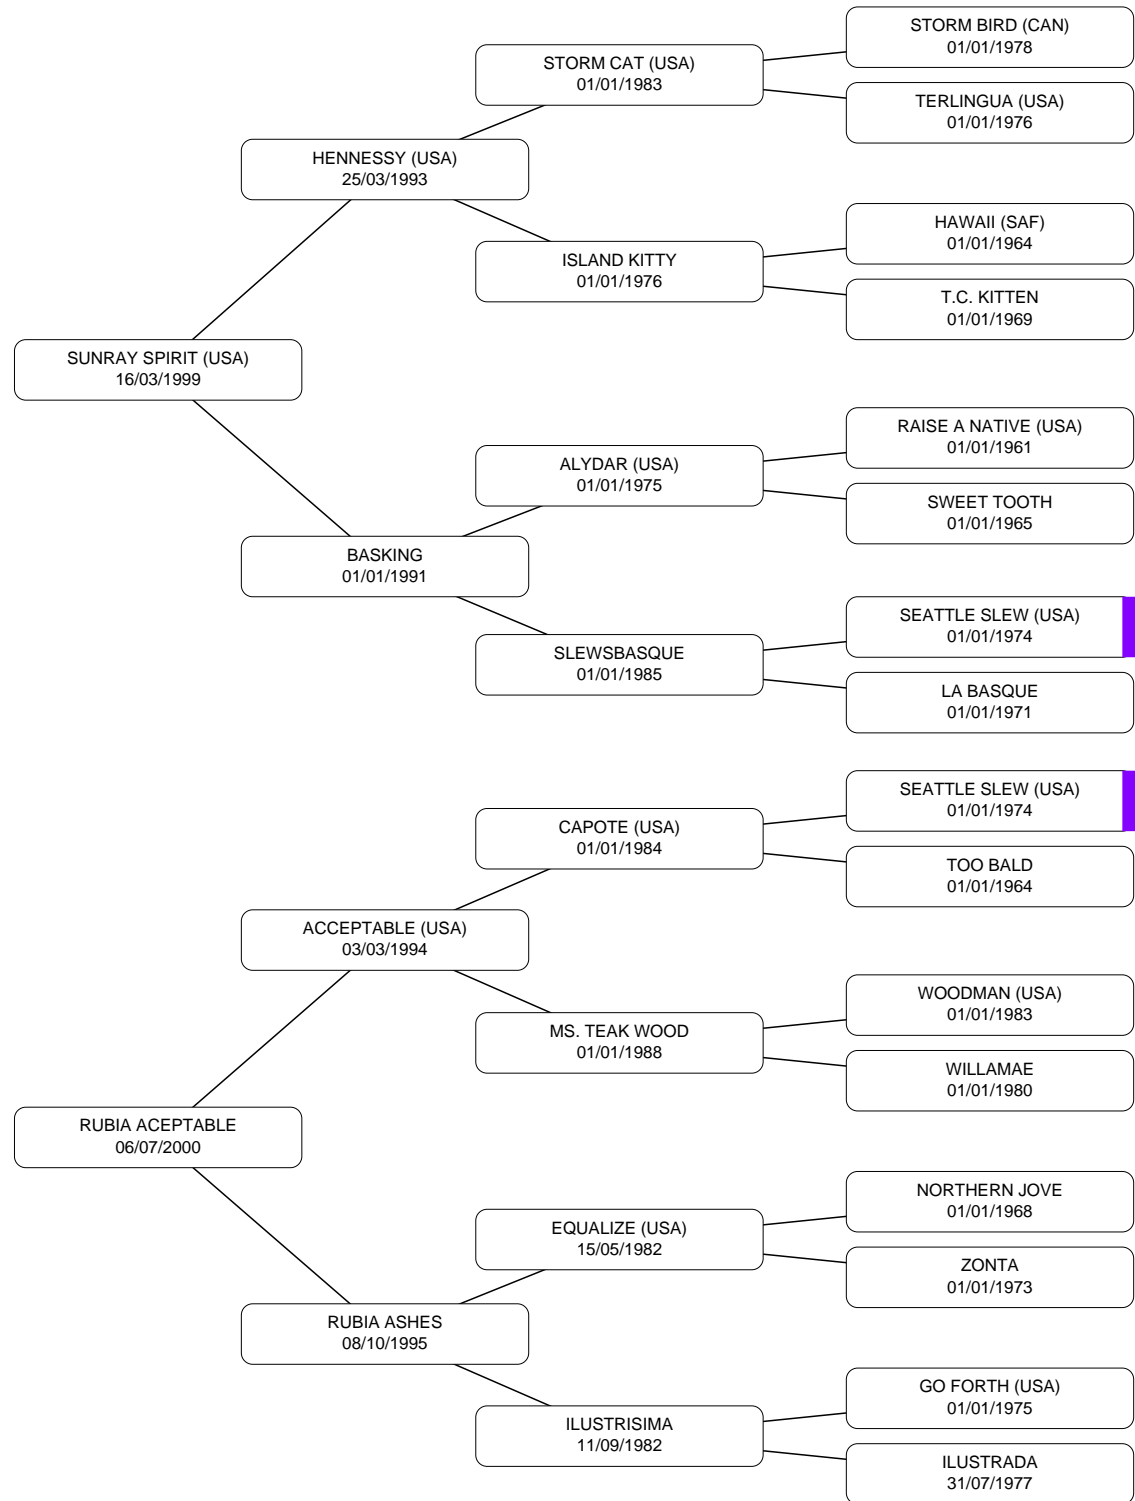 STORM BIRD (CAN)
01/01/1978
STORM CAT (USA)
01/01/1983
TERLINGUA (USA)
01/01/1976
HENNESSY (USA)
25/03/1993
HAWAII (SAF)
01/01/1964
ISLAND KITTY
01/01/1976
T.C. KITTEN
01/01/1969
SUNRAY SPIRIT (USA)
16/03/1999
RAISE A NATIVE (USA)
01/01/1961
ALYDAR (USA)
01/01/1975
SWEET TOOTH
01/01/1965
BASKING
01/01/1991
SEATTLE SLEW (USA)
01/01/1974
SLEWSBASQUE
01/01/1985
LA BASQUE
01/01/1971
SEATTLE SLEW (USA)
01/01/1974
CAPOTE (USA)
01/01/1984
TOO BALD
01/01/1964
ACCEPTABLE (USA)
03/03/1994
WOODMAN (USA)
01/01/1983
MS. TEAK WOOD
01/01/1988
WILLAMAE
01/01/1980
RUBIA ACEPTABLE
06/07/2000
NORTHERN JOVE
01/01/1968
EQUALIZE (USA)
15/05/1982
ZONTA
01/01/1973
RUBIA ASHES
08/10/1995
GO FORTH (USA)
01/01/1975
ILUSTRISIMA
11/09/1982
ILUSTRADA
31/07/1977